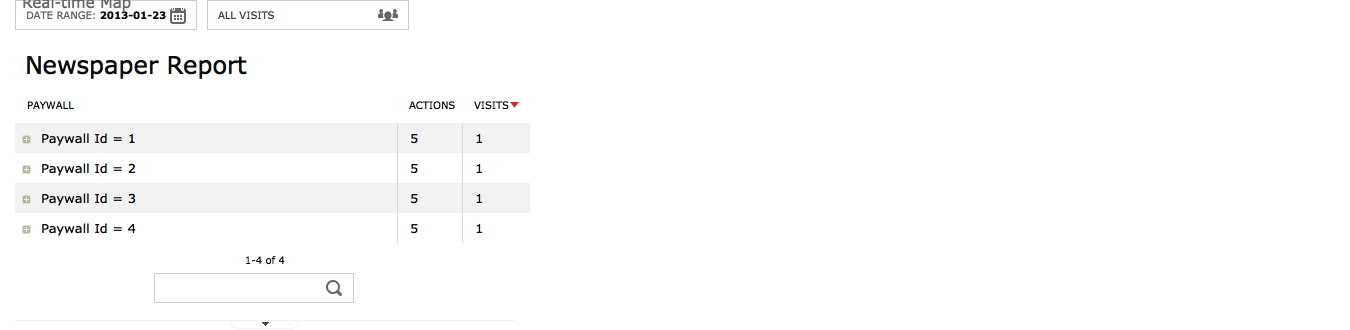 Real-time Map
DATE RANGE: 2013-01-23
ALL VISITS
Newspaper Report
PAYWALL ACTIONS VISITS
Paywall Id = 1 5 1
Paywall Id = 2 5 1
Paywall Id = 3 5 1
Paywall Id = 4 5 1
1-4 of 4